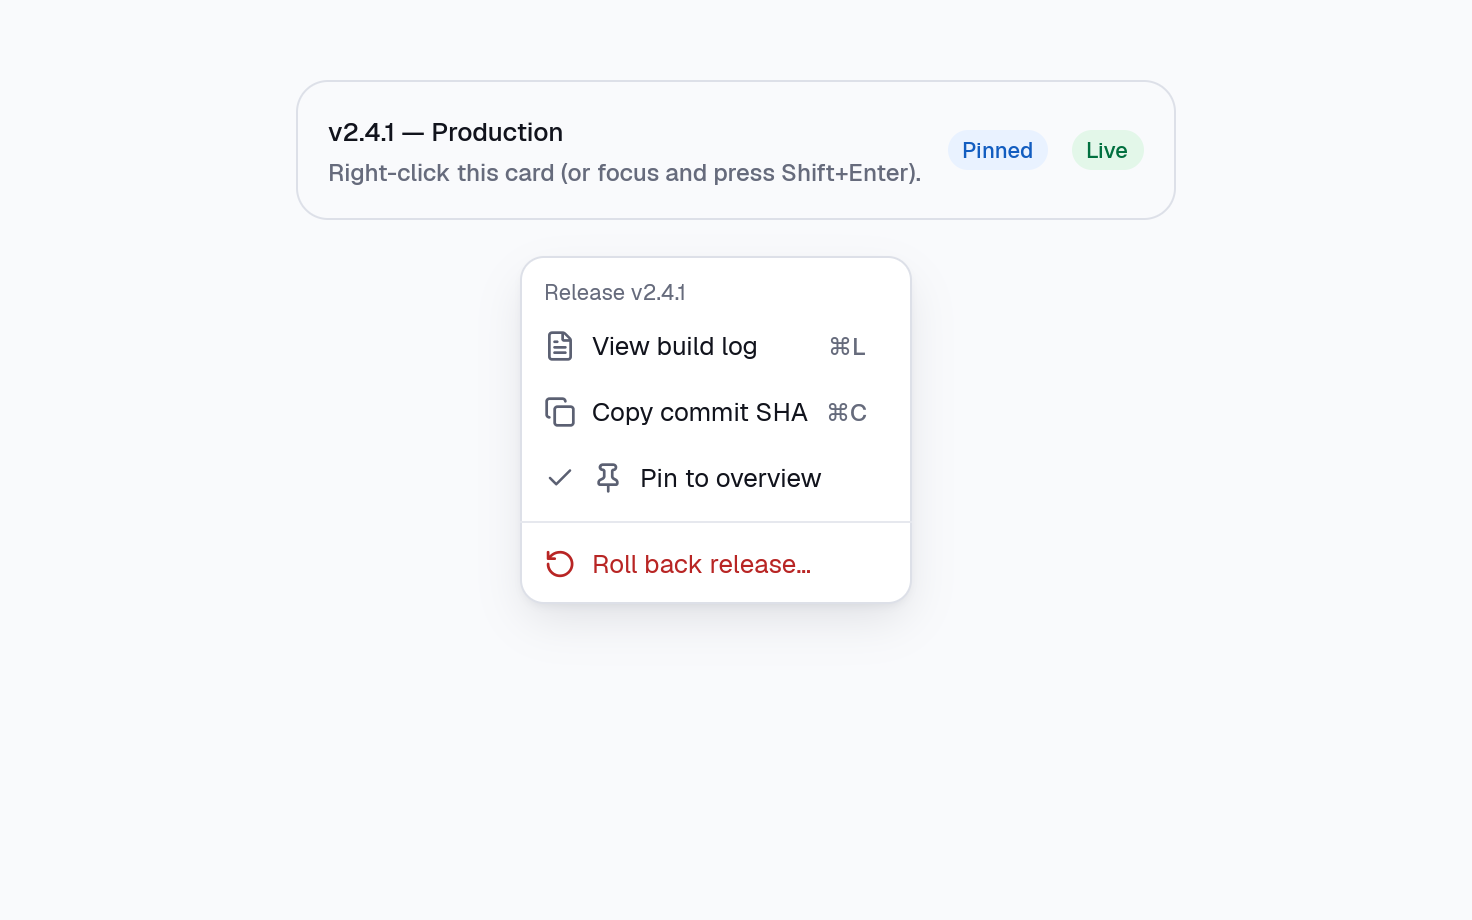 v2.4.1 — Production
Right-click this card (or focus and press Shift+Enter).
Pinned
Live
Release v2.4.1
View build log ⌘L
Copy commit SHA ⌘C
Pin to overview
Roll back release…